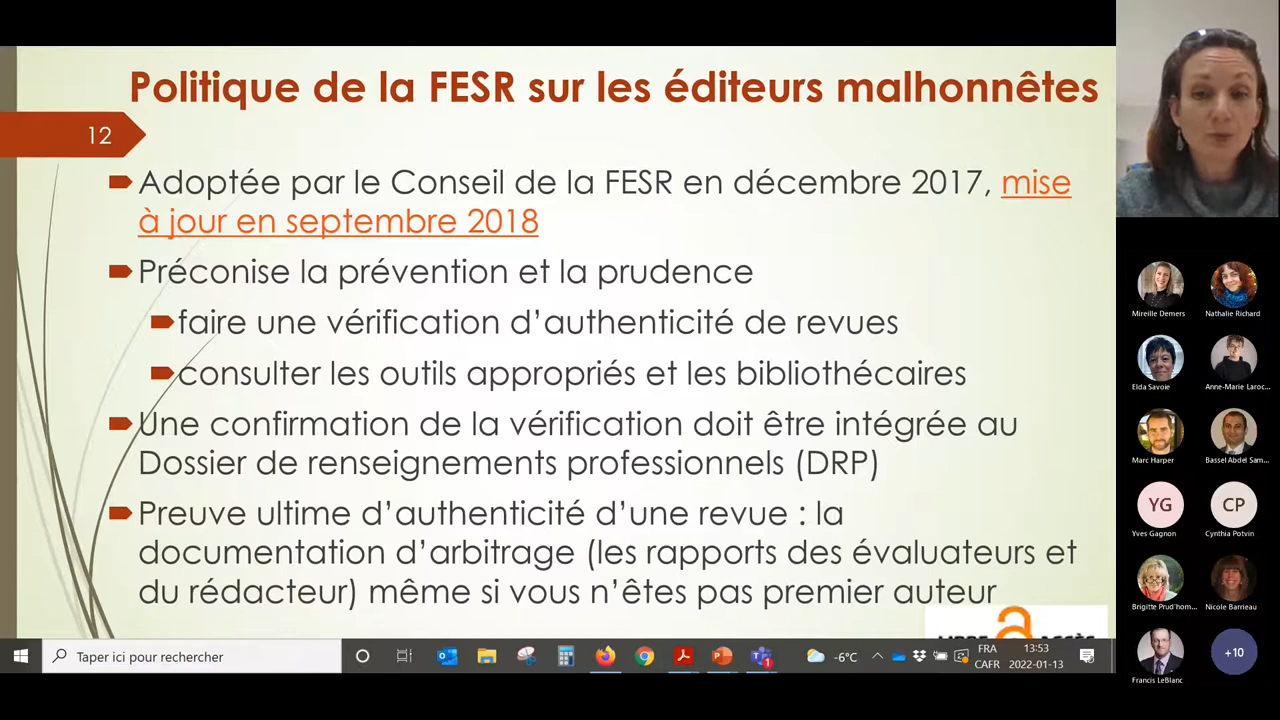 Politique de la FESR sur les éditeurs malhonnêtes
12
Adoptée par le Conseil de la FESR en décembre 2017, mise
à jour en septembre 2018
Préconise la prévention et la prudence
faire une vérification d’authenticité de revues
consulter les outils appropriés et les bibliothécaires
Une confirmation de la vérification doit être intégrée au
Dossier de renseignements professionnels (DRP)
Preuve ultime d’authenticité d’une revue : la
documentation d’arbitrage (les rapports des évaluateurs et
du rédacteur) même si vous n’êtes pas premier auteur
Taper ici pour rechercher
-6°C
FRA
CAFR
13:53
2022-01-13
Mireille Demers
Nathalie Richard
Elda Savoie
Anne-Marie Laroc...
Marc Harper
Bassel Abdel Sam...
YG
CP
Yves Gagnon
Cynthia Potvin
Brigitte Prud'hom...
Nicole Barrieau
Francis LeBlanc
+10